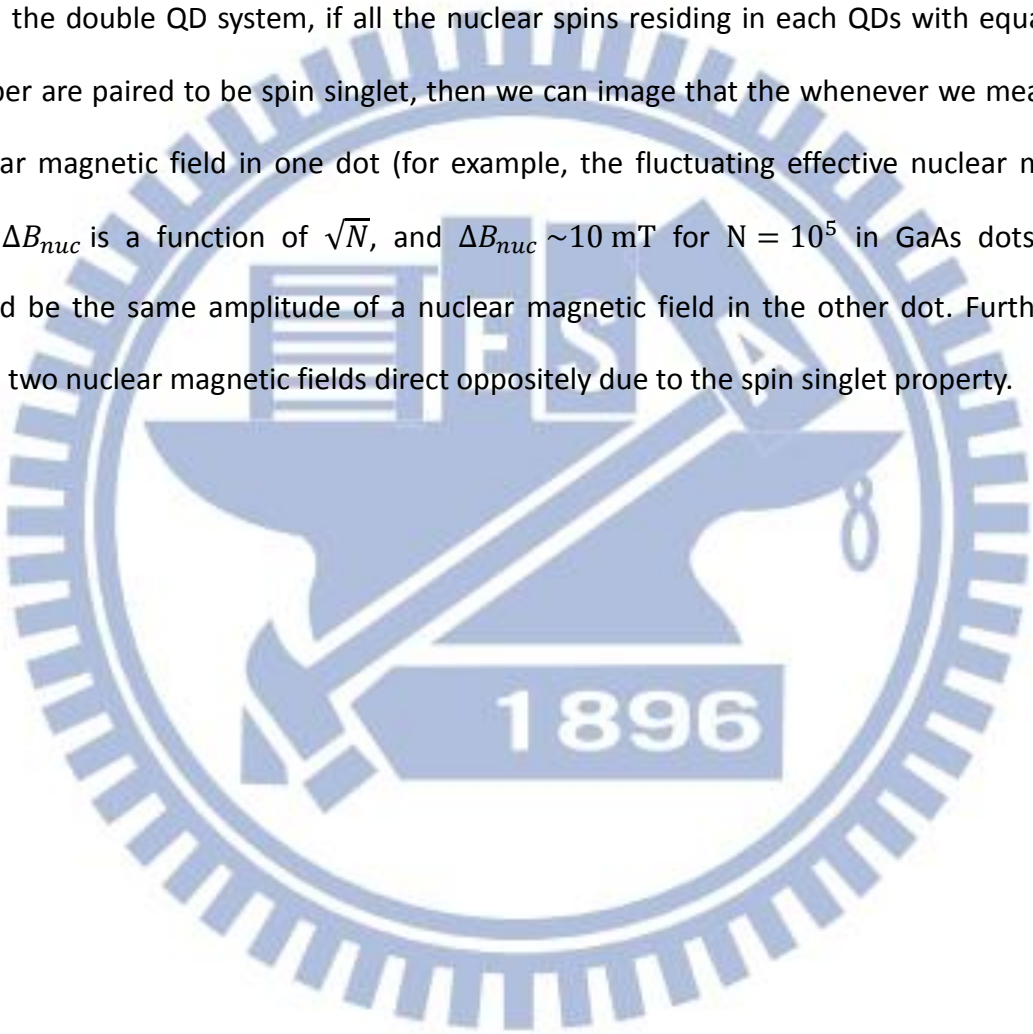 the double QD system, if all the nuclear spins residing in each QDs with equa
ber are paired to be spin singlet, then we can image that the whenever we mea
ar magnetic field in one dot (for example, the fluctuating effective nuclear m
ΔB_{nuc} is a function of √N, and ΔB_{nuc} ~10 mT for N = 10^5 in GaAs dots
d be the same amplitude of a nuclear magnetic field in the other dot. Furth
two nuclear magnetic fields direct oppositely due to the spin singlet property.
E S A
1896